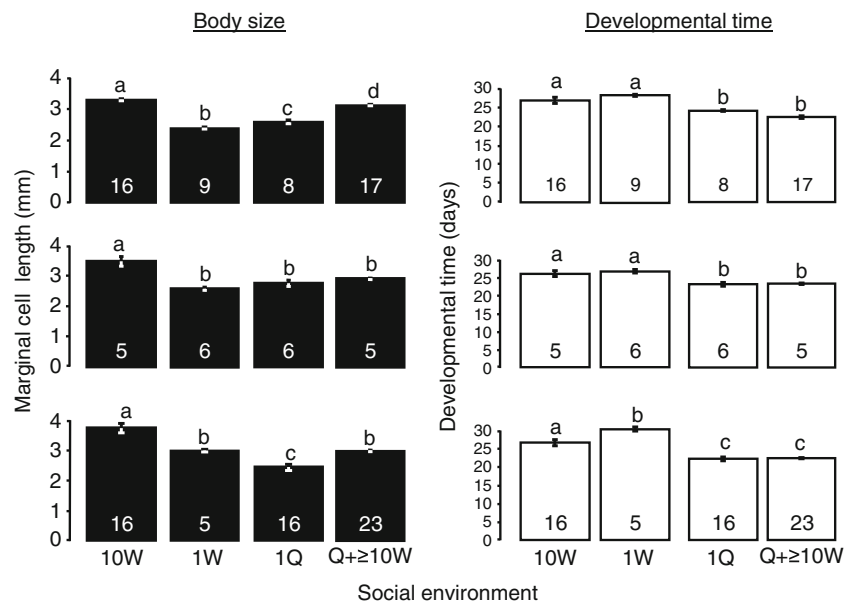 Body size
Developmental time
Marginal cell length (mm)
4
3
2
1
0
a
b
c
d
16
9
8
17
4
3
2
1
0
a
b
b
b
5
6
6
5
4
3
2
1
0
a
b
c
b
16
5
16
23
10W
1W
1Q
Q+≥10W
Developmental time (days)
30
25
20
15
10
5
0
a
a
b
b
16
9
8
17
30
25
20
15
10
5
0
a
a
b
b
5
6
6
5
30
25
20
15
10
5
0
a
b
c
c
16
5
16
23
10W
1W
1Q
Q+≥10W
Social environment